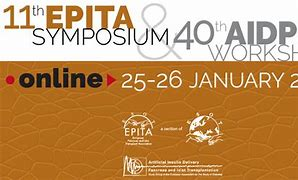 11th EPITA
SYMPOSIUM & 40th AIDP
WORKSH
• online • 25-26 JANUARY 2
EPITA
a section of
Artificial Insulin Delivery
Pancreas and Islet Transplantation